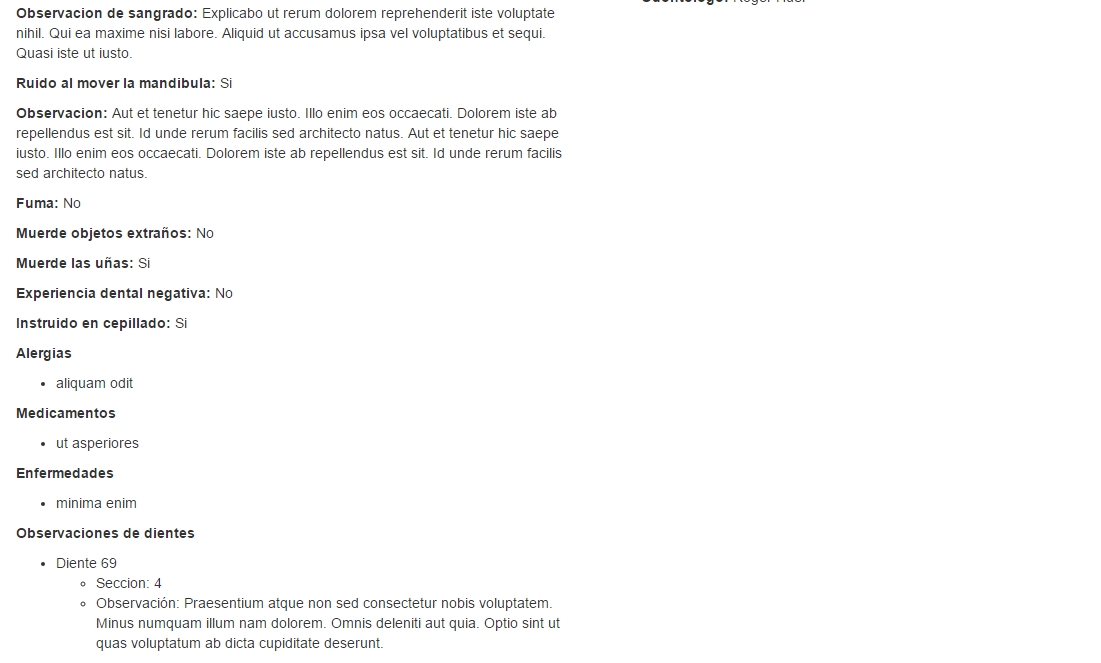 Observacion de sangrado: Explicabo ut rerum dolorem reprehenderit iste voluptate
nihil. Qui ea maxime nisi labore. Aliquid ut accusamus ipsa vel voluptatibus et sequi.
Quasi iste ut iusto.
Ruido al mover la mandibula: Si
Observacion: Aut et tenetur hic saepe iusto. Illo enim eos occaecati. Dolorem iste ab
repellendus est sit. Id unde rerum facilis sed architecto natus. Aut et tenetur hic saepe
iusto. Illo enim eos occaecati. Dolorem iste ab repellendus est sit. Id unde rerum facilis
sed architecto natus.
Fuma: No
Muerde objetos extraños: No
Muerde las uñas: Si
Experiencia dental negativa: No
Instruido en cepillado: Si
Alergias
• aliquam odit
Medicamentos
• ut asperiores
Enfermedades
• minima enim
Observaciones de dientes
• Diente 69
◦ Seccion: 4
◦ Observación: Praesentium atque non sed consectetur nobis voluptatem.
Minus numquam illum nam dolorem. Omnis deleniti aut quia. Optio sint ut
quas voluptatum ab dicta cupiditate deserunt.